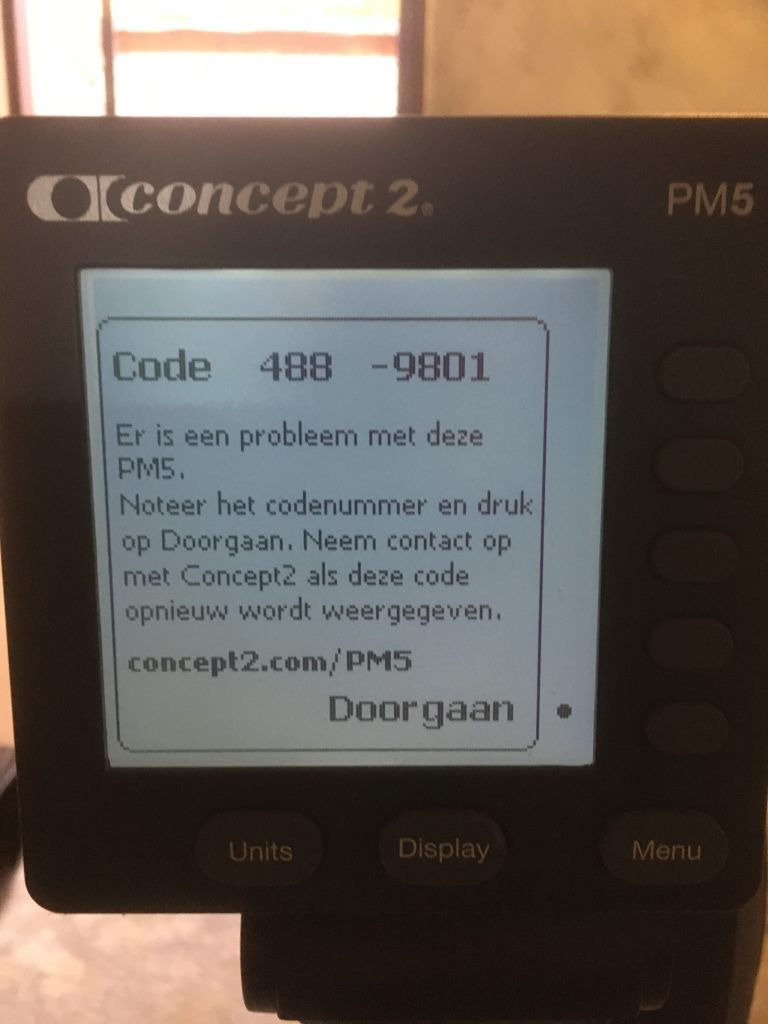 concept 2®
PM5
Code 488 -9801
Er is een probleem met deze
PM5.
Noteer het codenummer en druk
op Doorgaan. Neem contact op
met Concept2 als deze code
opnieuw wordt weergegeven.
concept2.com/PM5
Doorgaan
Units
Display
Menu